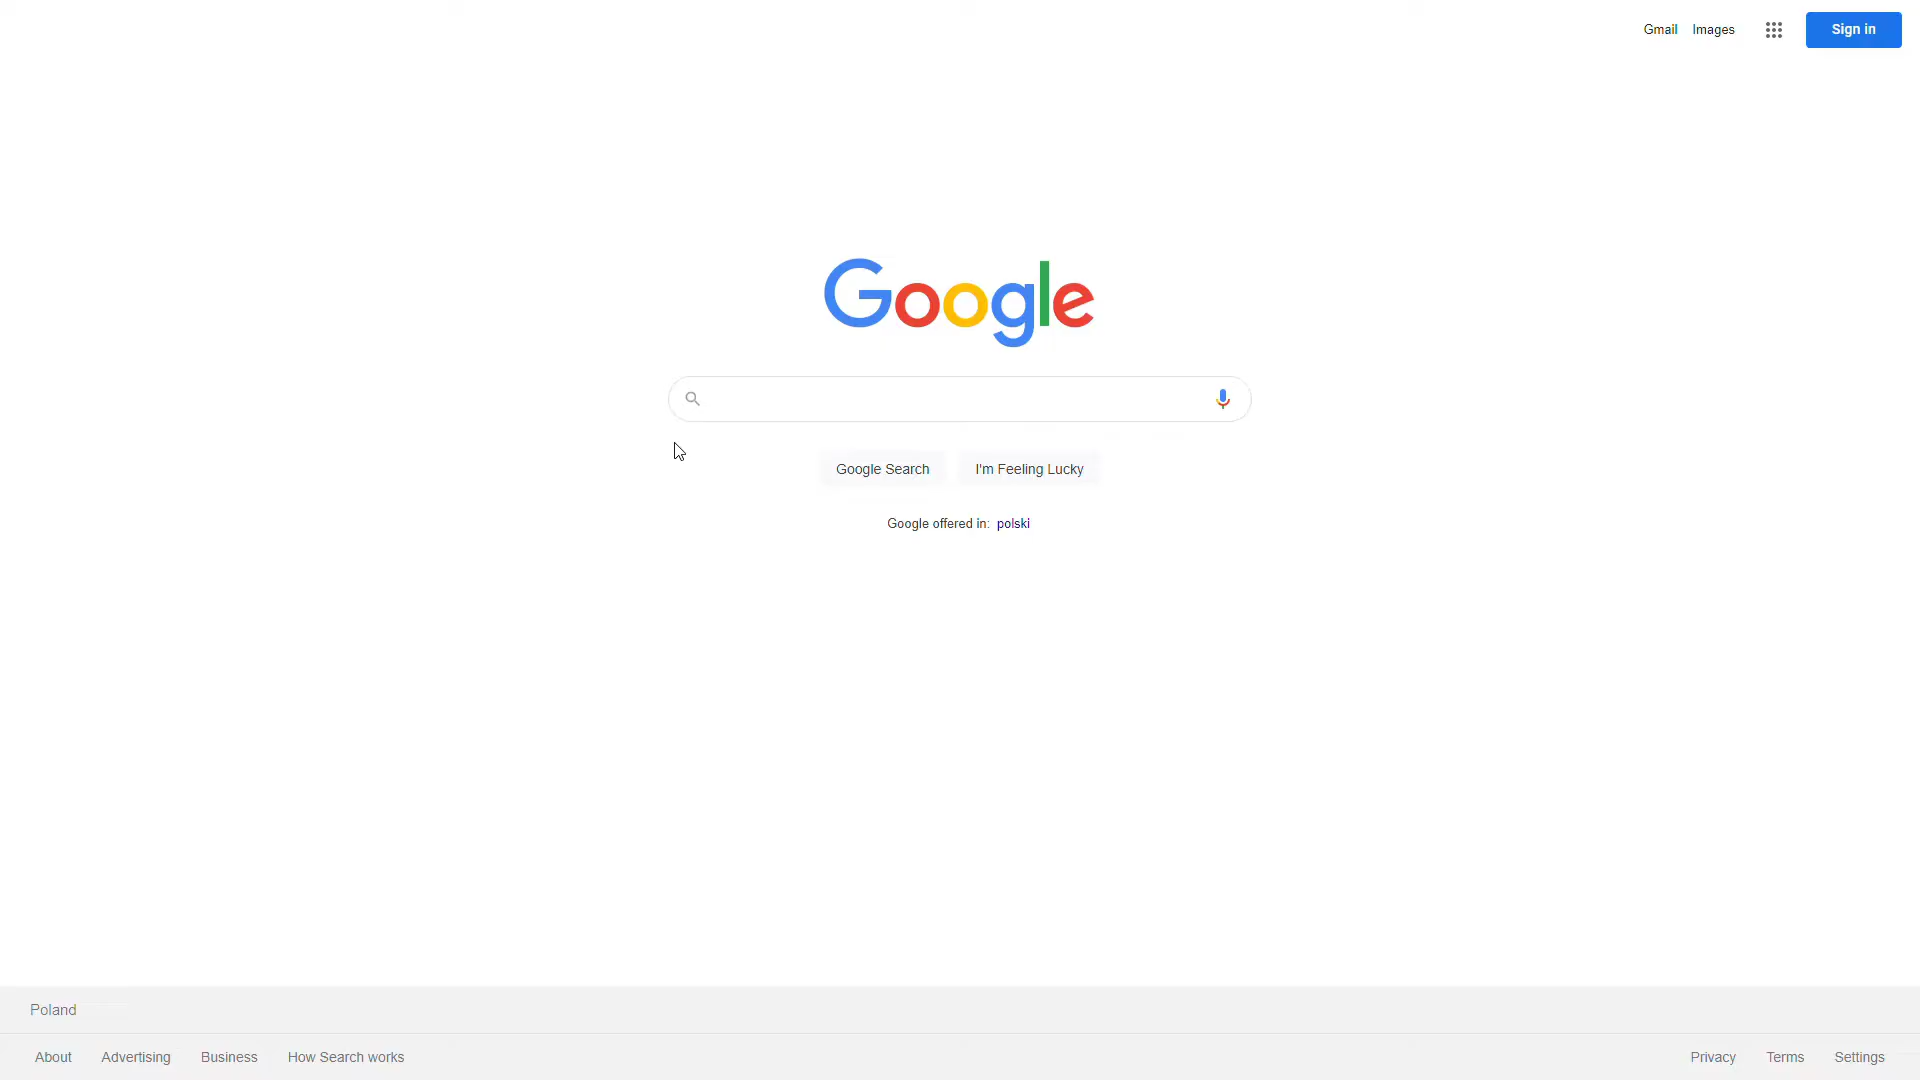 Gmail Images Sign in
Google
Google Search I'm Feeling Lucky
Google offered in: polski
Poland
About Advertising Business How Search works Privacy Terms Settings